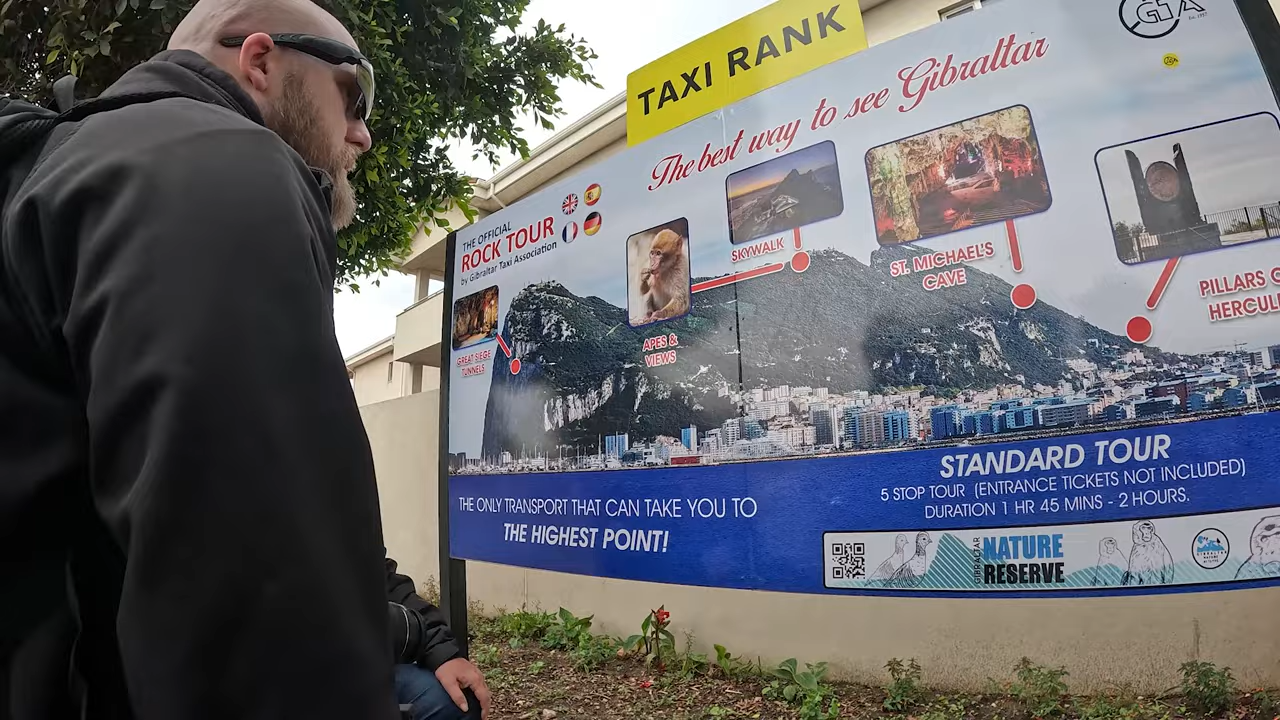 TAXI RANK
GTA
The best way to see Gibraltar
THE OFFICIAL
ROCK TOUR
by Gibraltar Taxi Association
GREAT SIEGE
TUNNELS
APES &
VIEWS
SKYWALK
ST. MICHAEL'S
CAVE
PILLARS O
HERCUL
THE ONLY TRANSPORT THAT CAN TAKE YOU TO
THE HIGHEST POINT!
STANDARD TOUR
5 STOP TOUR (ENTRANCE TICKETS NOT INCLUDED)
DURATION 1 HR 45 MINS - 2 HOURS.
GIBRALTAR
NATURE
RESERVE